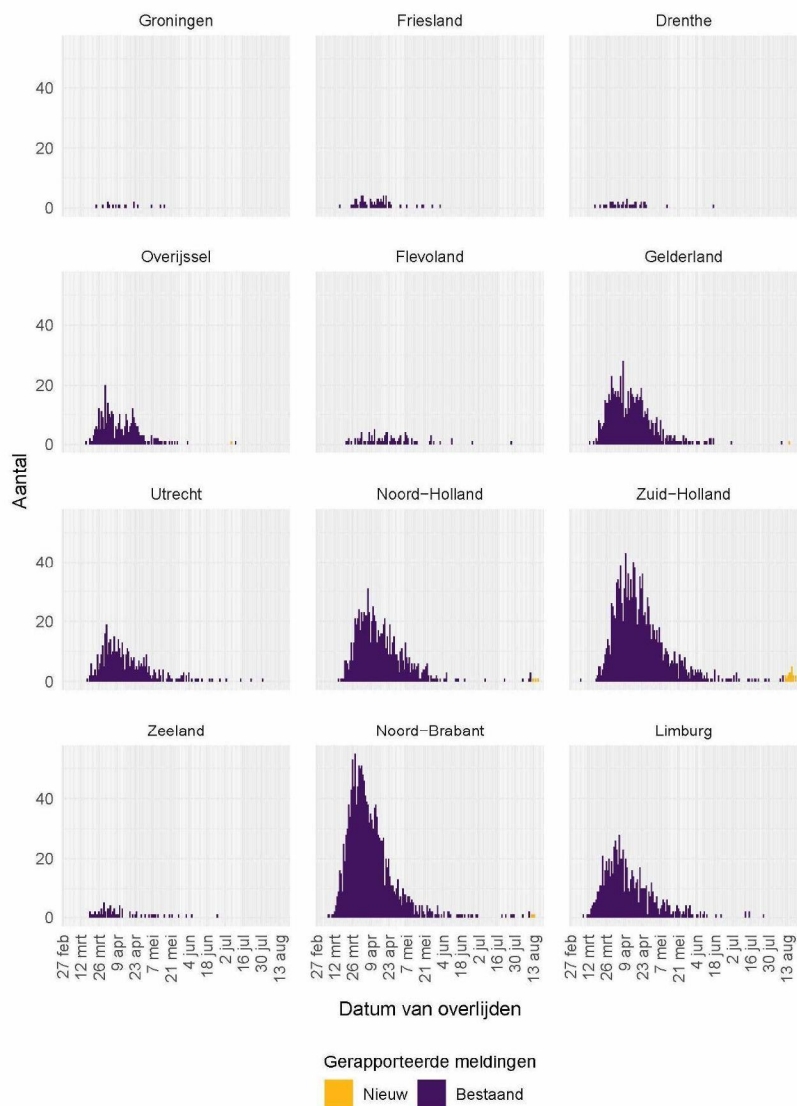 Groningen Friesland Drenthe
40
20
0
Overijssel Flevoland Gelderland
40
20
0
Aantal
Utrecht Noord−Holland Zuid−Holland
40
20
0
Zeeland Noord−Brabant Limburg
40
20
0
27 feb 12 mrt 26 mrt 9 apr 23 apr 7 mei 21 mei 4 jun 18 jun 2 jul 16 jul 30 jul 13 aug 27 feb 12 mrt 26 mrt 9 apr 23 apr 7 mei 21 mei 4 jun 18 jun 2 jul 16 jul 30 jul 13 aug 27 feb 12 mrt 26 mrt 9 apr 23 apr 7 mei 21 mei 4 jun 18 jun 2 jul 16 jul 30 jul 13 aug
Datum van overlijden
Gerapporteerde meldingen
Nieuw Bestaand